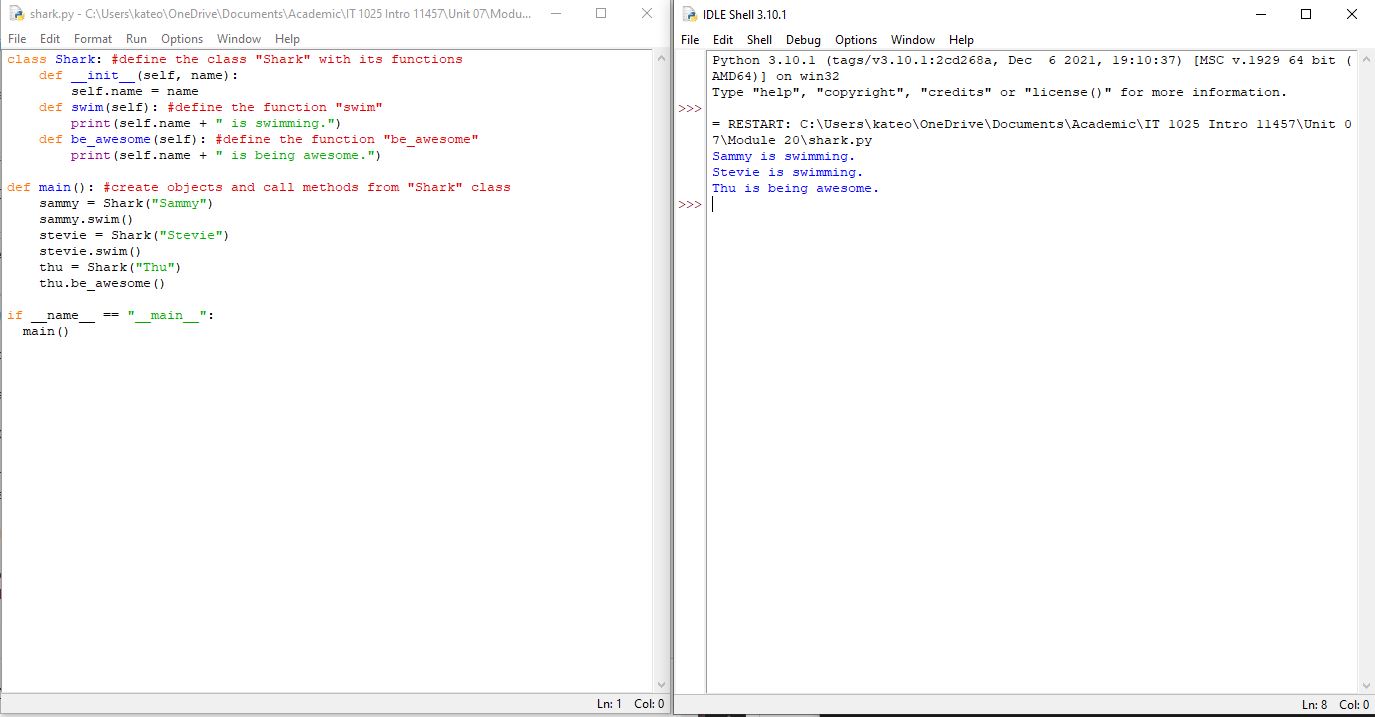 shark.py - C:\Users\kateo\OneDrive\Documents\Academic\IT 1025 Intro 11457\Unit 07\Modu...
File Edit Format Run Options Window Help
class Shark: #define the class "Shark" with its functions
    def __init__(self, name):
        self.name = name
    def swim(self): #define the function "swim"
        print(self.name + " is swimming.")
    def be_awesome(self): #define the function "be_awesome"
        print(self.name + " is being awesome.")

def main(): #create objects and call methods from "Shark" class
    sammy = Shark("Sammy")
    sammy.swim()
    stevie = Shark("Stevie")
    stevie.swim()
    thu = Shark("Thu")
    thu.be_awesome()

if __name__ == "__main__":
  main()
Ln: 1 Col: 0
IDLE Shell 3.10.1
File Edit Shell Debug Options Window Help
Python 3.10.1 (tags/v3.10.1:2cd268a, Dec  6 2021, 19:10:37) [MSC v.1929 64 bit (
AMD64)] on win32
Type "help", "copyright", "credits" or "license()" for more information.
>>>
= RESTART: C:\Users\kateo\OneDrive\Documents\Academic\IT 1025 Intro 11457\Unit 0
7\Module 20\shark.py
Sammy is swimming.
Stevie is swimming.
Thu is being awesome.
>>>
Ln: 8 Col: 0